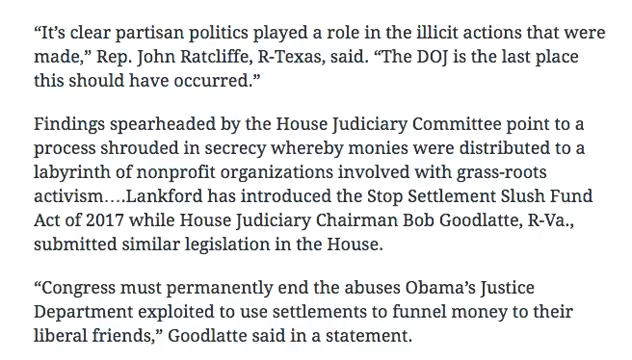 “It’s clear partisan politics played a role in the illicit actions that were
made,” Rep. John Ratcliffe, R-Texas, said. “The DOJ is the last place
this should have occurred.”
Findings spearheaded by the House Judiciary Committee point to a
process shrouded in secrecy whereby monies were distributed to a
labyrinth of nonprofit organizations involved with grass-roots
activism….Lankford has introduced the Stop Settlement Slush Fund
Act of 2017 while House Judiciary Chairman Bob Goodlatte, R-Va.,
submitted similar legislation in the House.
“Congress must permanently end the abuses Obama’s Justice
Department exploited to use settlements to funnel money to their
liberal friends,” Goodlatte said in a statement.